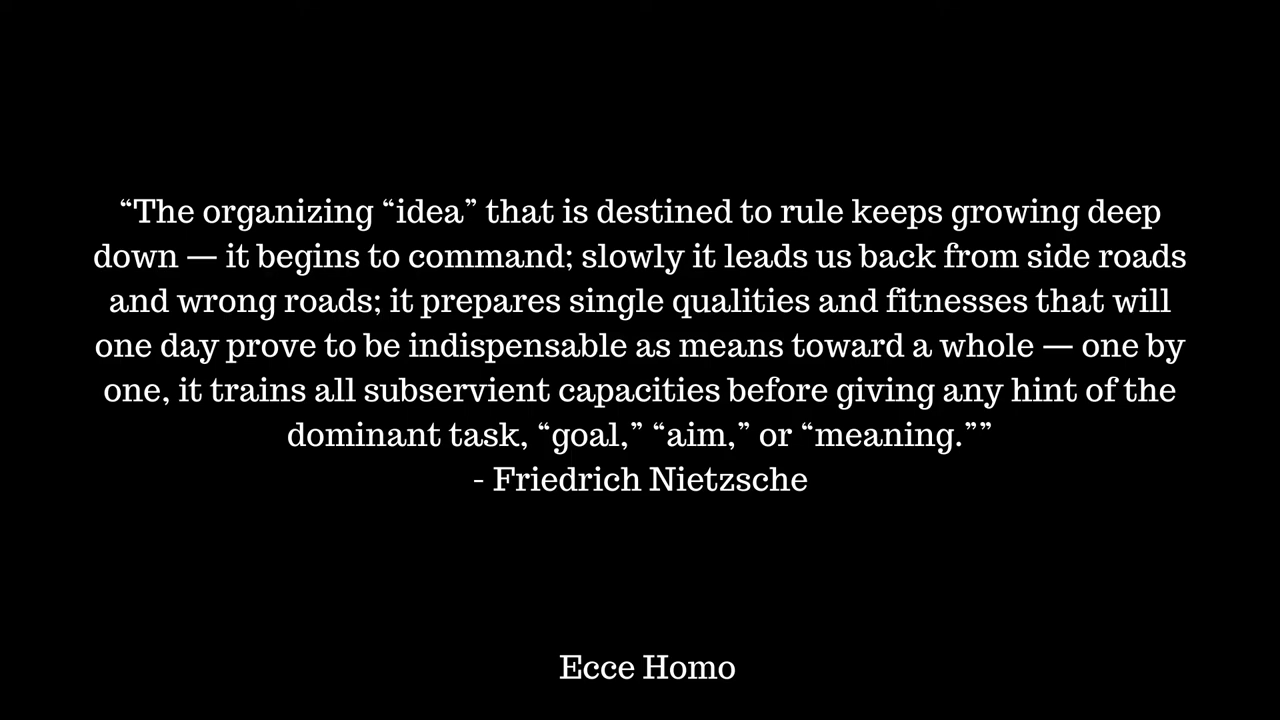 “The organizing “idea” that is destined to rule keeps growing deep
down — it begins to command; slowly it leads us back from side roads
and wrong roads; it prepares single qualities and fitnesses that will
one day prove to be indispensable as means toward a whole — one by
one, it trains all subservient capacities before giving any hint of the
dominant task, “goal,” “aim,” or “meaning.””
- Friedrich Nietzsche
Ecce Homo